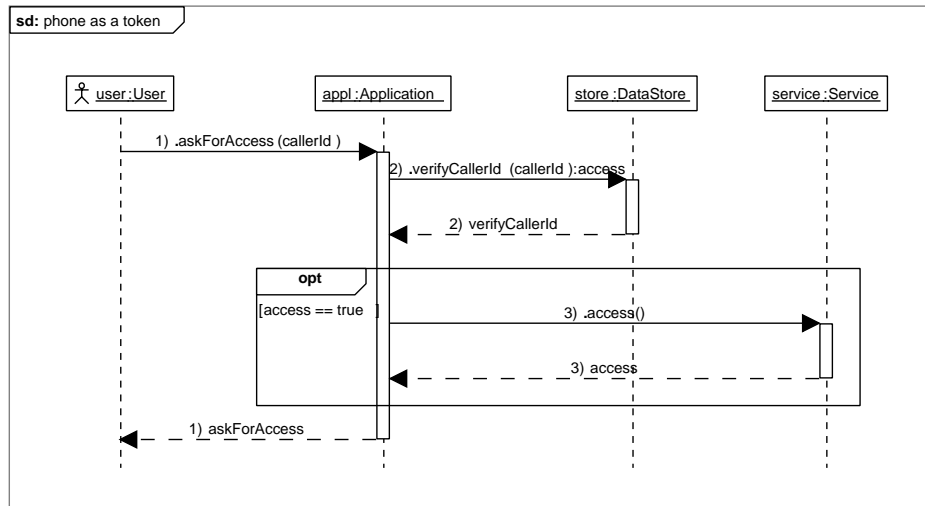 sd: phone as a token
user :User
appl :Application
store :DataStore
service :Service
1) .askForAccess (callerId )
2) .verifyCallerId (callerId ):access
2) verifyCallerId
opt
[access == true ]
3) .access()
3) access
1) askForAccess